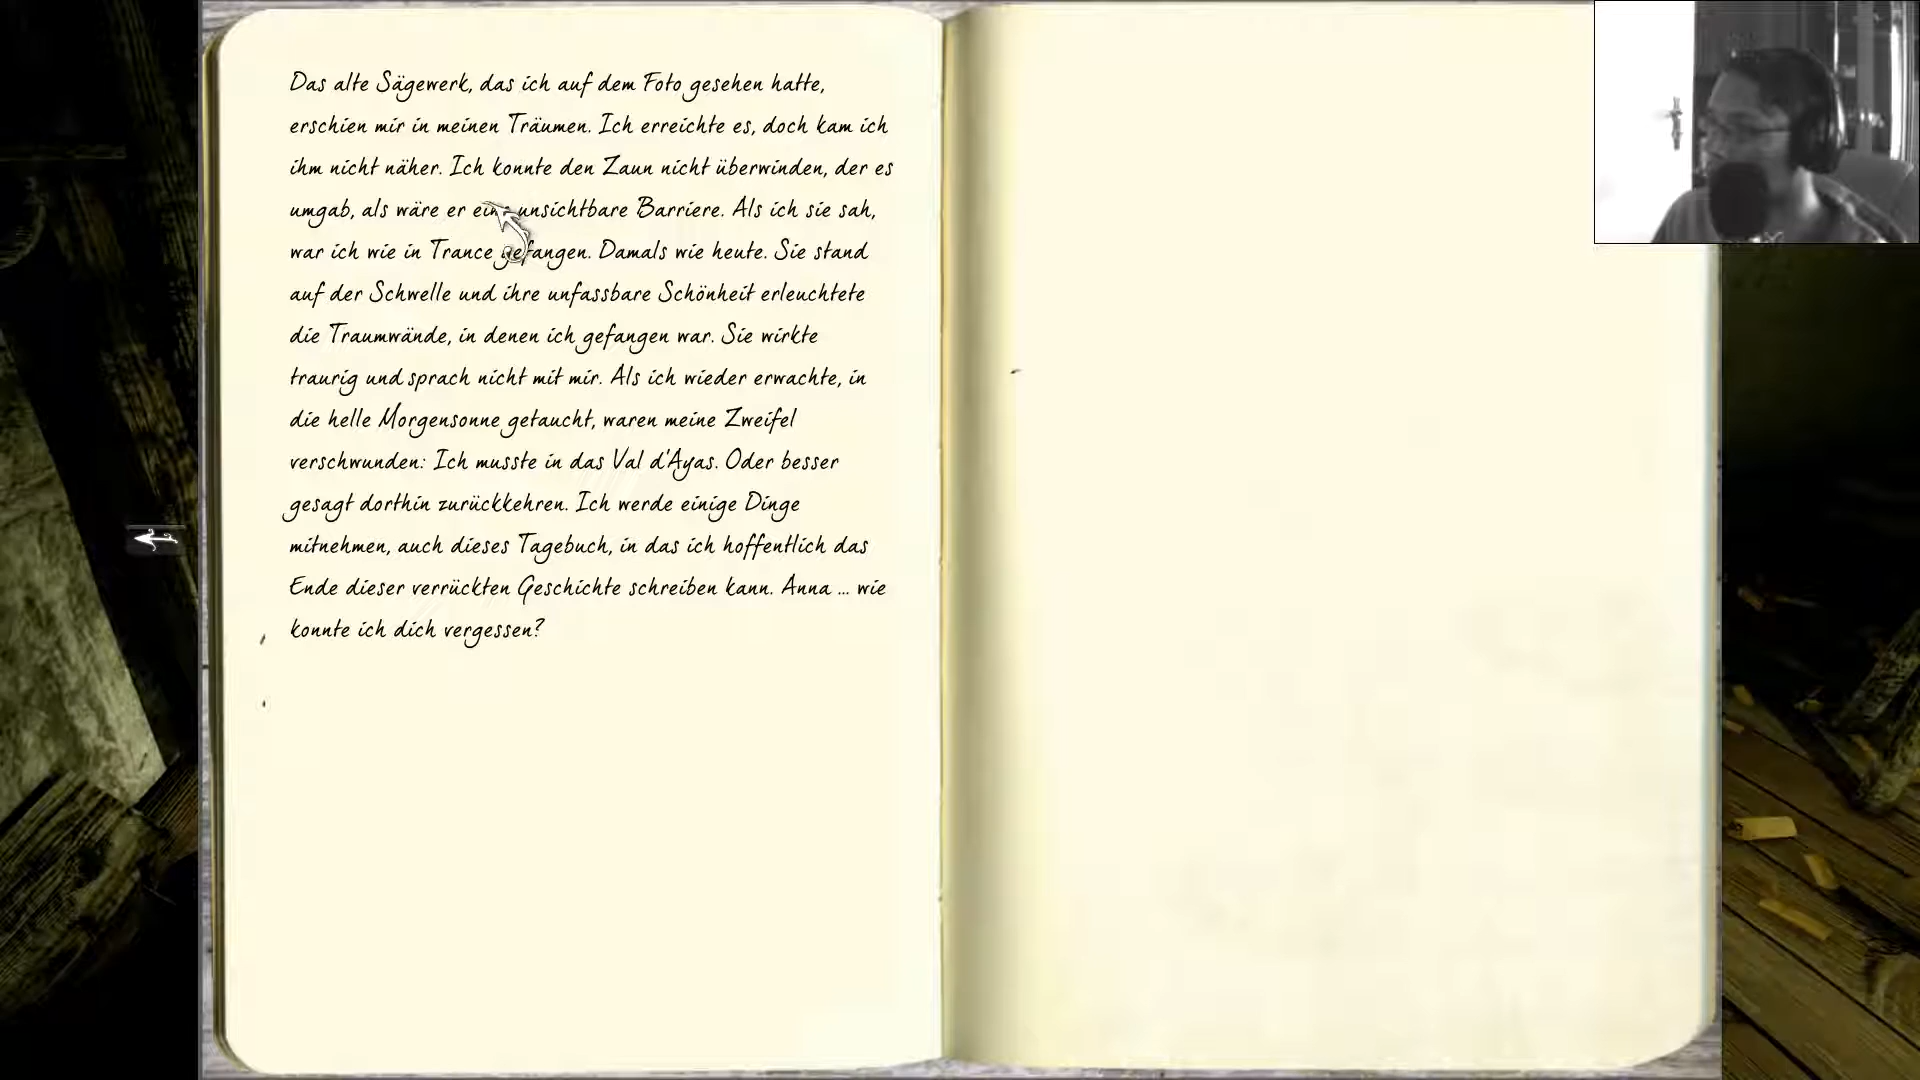 Das alte Sägewerk, das ich auf dem Foto gesehen hatte,
erschien mir in meinen Träumen. Ich erreichte es, doch kam ich
ihm nicht näher. Ich konnte den Zaun nicht überwinden, der es
umgab, als wäre er eine unsichtbare Barriere. Als ich sie sah,
war ich wie in Trance gefangen. Damals wie heute. Sie stand
auf der Schwelle und ihre unfassbare Schönheit erleuchtete
die Traumwände, in denen ich gefangen war. Sie wirkte
traurig und sprach nicht mit mir. Als ich wieder erwachte, in
die helle Morgensonne getaucht, waren meine Zweifel
verschwunden: Ich musste in das Val d'Ayas. Oder besser
gesagt dorthin zurückkehren. Ich werde einige Dinge
mitnehmen, auch dieses Tagebuch, in das ich hoffentlich das
Ende dieser verrückten Geschichte schreiben kann. Anna ... wie
konnte ich dich vergessen?